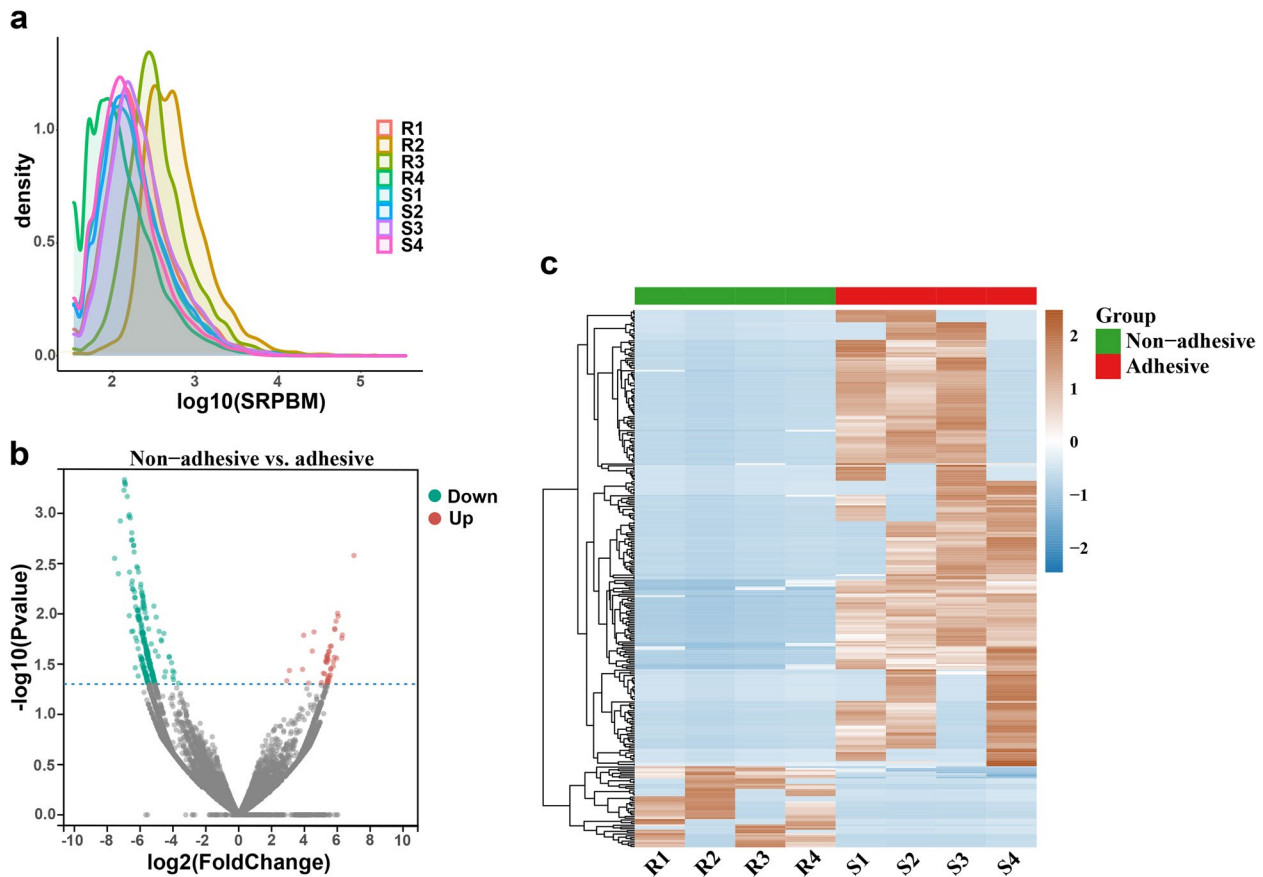 a
density
1.0
0.5
0.0
2 3 4 5
log10(SRPBM)
R1
R2
R3
R4
S1
S2
S3
S4
b
Non−adhesive vs. adhesive
-log10(Pvalue)
3.0
2.5
2.0
1.5
1.0
0.5
0.0
-10 -8 -6 -4 -2 0 2 4 6 8 10
log2(FoldChange)
Down
Up
c
R1 R2 R3 R4 S1 S2 S3 S4
2
1
0
−1
−2
Group
Non−adhesive
Adhesive